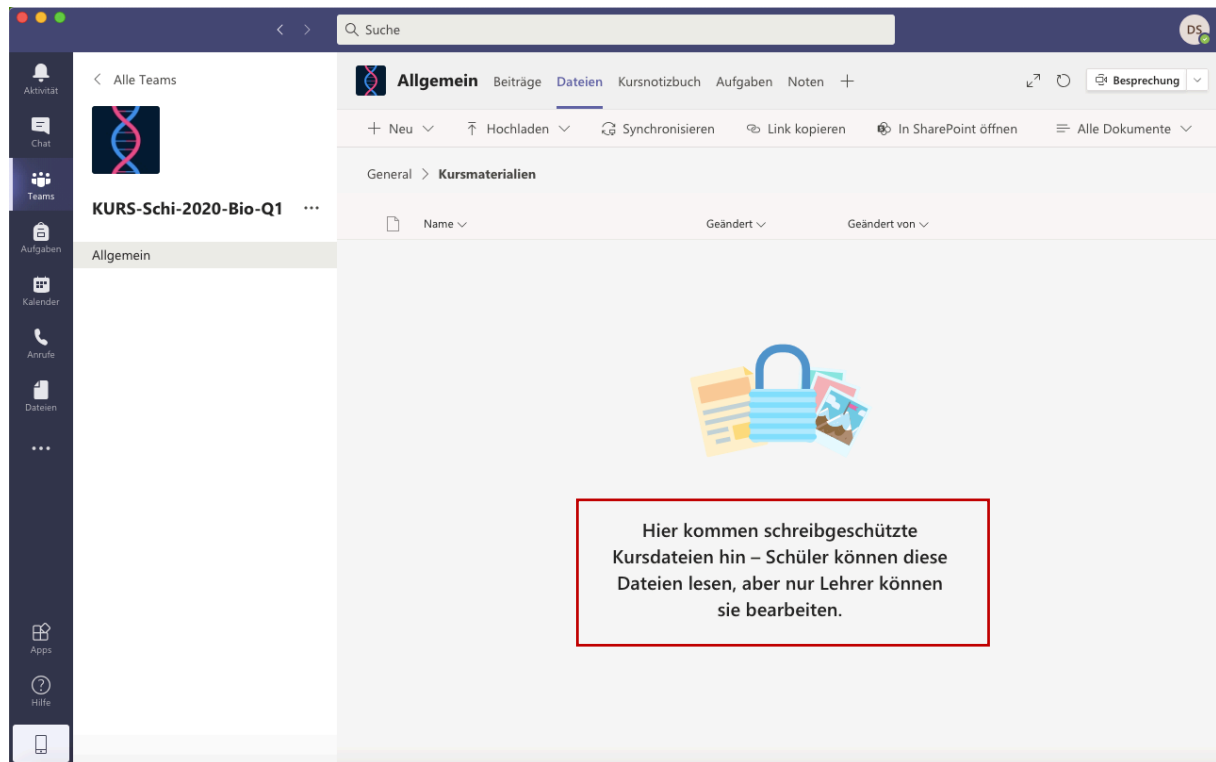 Suche
DS
Aktivität
Chat
Teams
Aufgaben
Kalender
Anrufe
Dateien
Apps
Hilfe
Alle Teams
KURS-Schi-2020-Bio-Q1
Allgemein
Allgemein Beiträge Dateien Kursnotizbuch Aufgaben Noten
Besprechung
Neu Hochladen Synchronisieren Link kopieren In SharePoint öffnen Alle Dokumente
General > Kursmaterialien
Name Geändert Geändert von
Hier kommen schreibgeschützte
Kursdateien hin – Schüler können diese
Dateien lesen, aber nur Lehrer können
sie bearbeiten.